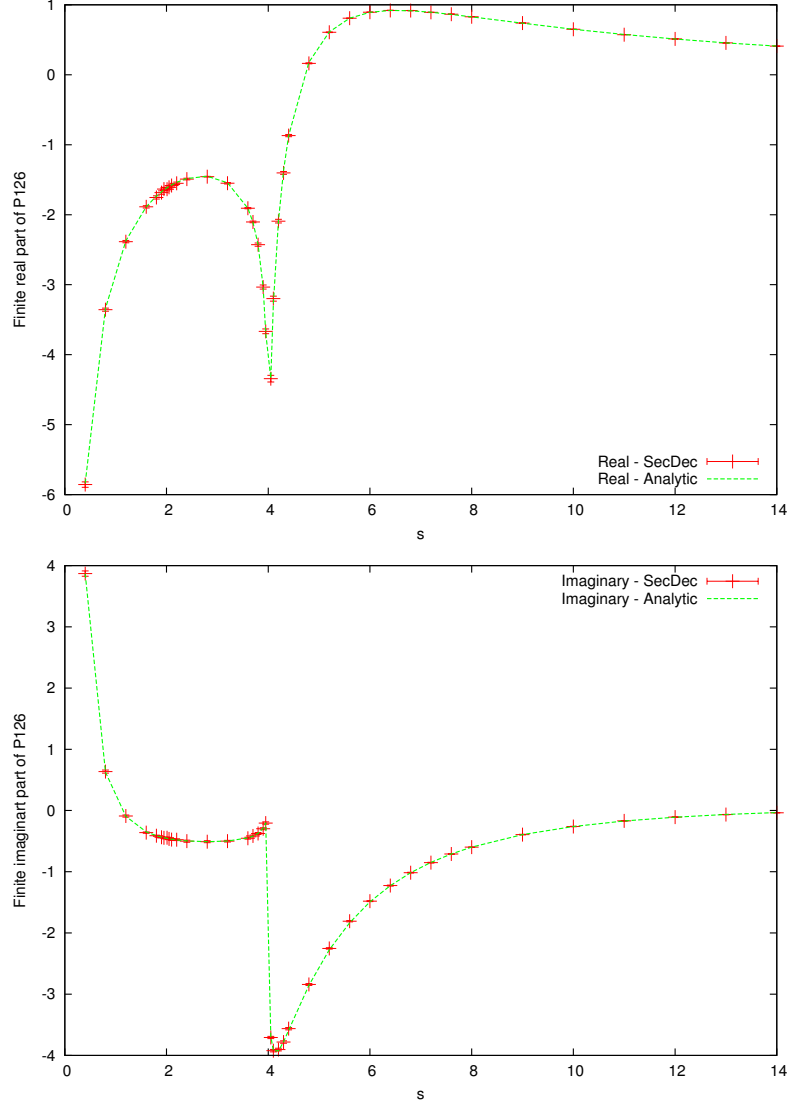 1
0
-1
-2
-3
-4
-5
-6
Finite real part of P126
Real - SecDec
Real - Analytic
0 2 4 6 8 10 12 14
s
4
3
2
1
0
-1
-2
-3
-4
Finite imaginart part of P126
Imaginary - SecDec
Imaginary - Analytic
0 2 4 6 8 10 12 14
s